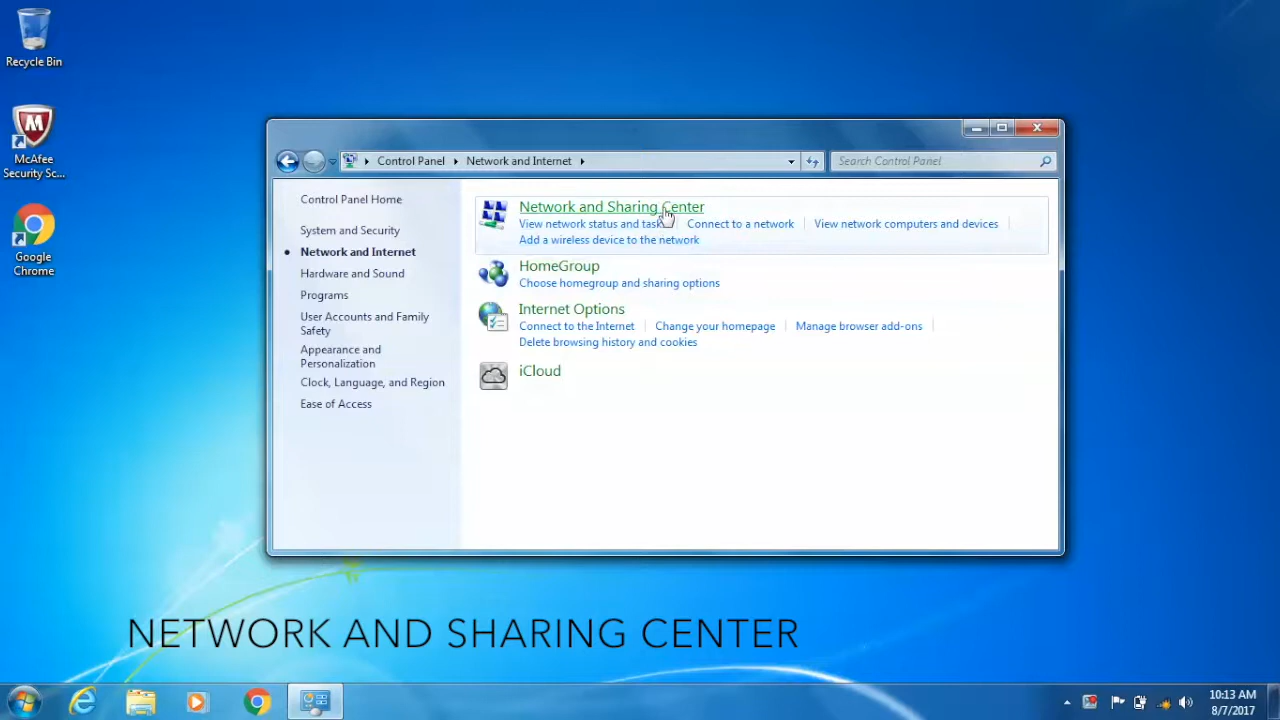 Recycle Bin
McAfee
Security Sc...
Google
Chrome
Control Panel
Network and Internet
Search Control Panel
Control Panel Home
System and Security
Network and Internet
Hardware and Sound
Programs
User Accounts and Family
Safety
Appearance and
Personalization
Clock, Language, and Region
Ease of Access
Network and Sharing Center
View network status and task
Connect to a network
View network computers and devices
Add a wireless device to the network
HomeGroup
Choose homegroup and sharing options
Internet Options
Connect to the Internet
Change your homepage
Manage browser add-ons
Delete browsing history and cookies
iCloud
NETWORK AND SHARING CENTER
10:13 AM
8/7/2017